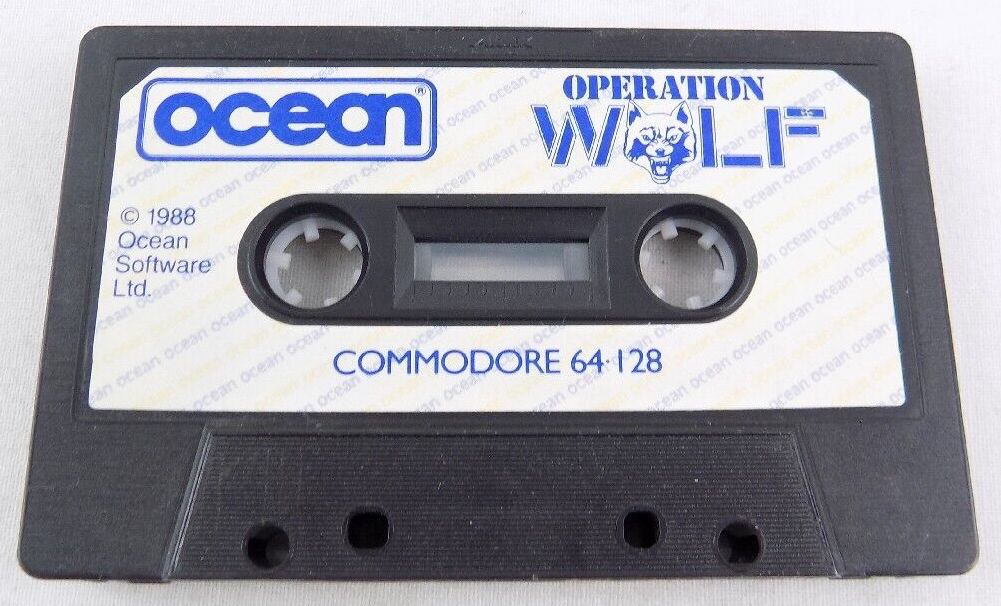 ocean®
OPERATION
WOLF
© 1988
Ocean
Software
Ltd.
COMMODORE 64·128